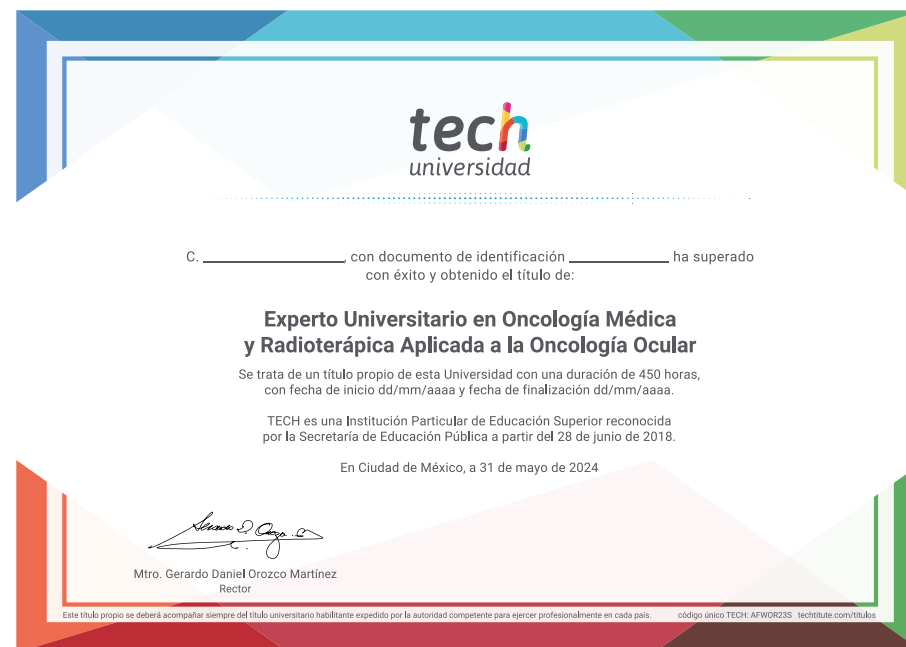 tech
universidad
C. ____________, con documento de identificación ____________ ha superado
con éxito y obtenido el título de:
Experto Universitario en Oncología Médica
y Radioterápica Aplicada a la Oncología Ocular
Se trata de un título propio de esta Universidad con una duración de 450 horas,
con fecha de inicio dd/mm/aaaa y fecha de finalización dd/mm/aaaa.
TECH es una Institución Particular de Educación Superior reconocida
por la Secretaría de Educación Pública a partir del 28 de junio de 2018.
En Ciudad de México, a 31 de mayo de 2024
Mtro. Gerardo Daniel Orozco Martínez
Rector
Este título propio se deberá acompañar siempre del título universitario habilitante expedido por la autoridad competente para ejercer profesionalmente en cada país. código único TECH: AFWOR23S techtitute.com/titulos